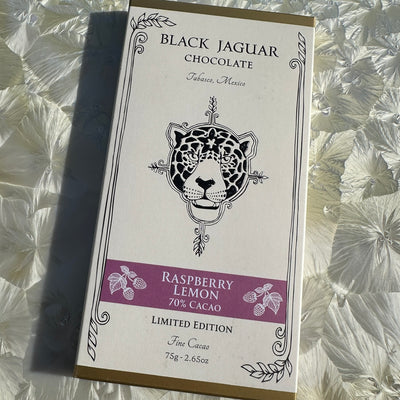 BLACK JAGUAR
CHOCOLATE
Tabasco, Mexico
RASPBERRY
LEMON
70% CACAO
LIMITED EDITION
Fine Cacao
75g - 2.65oz